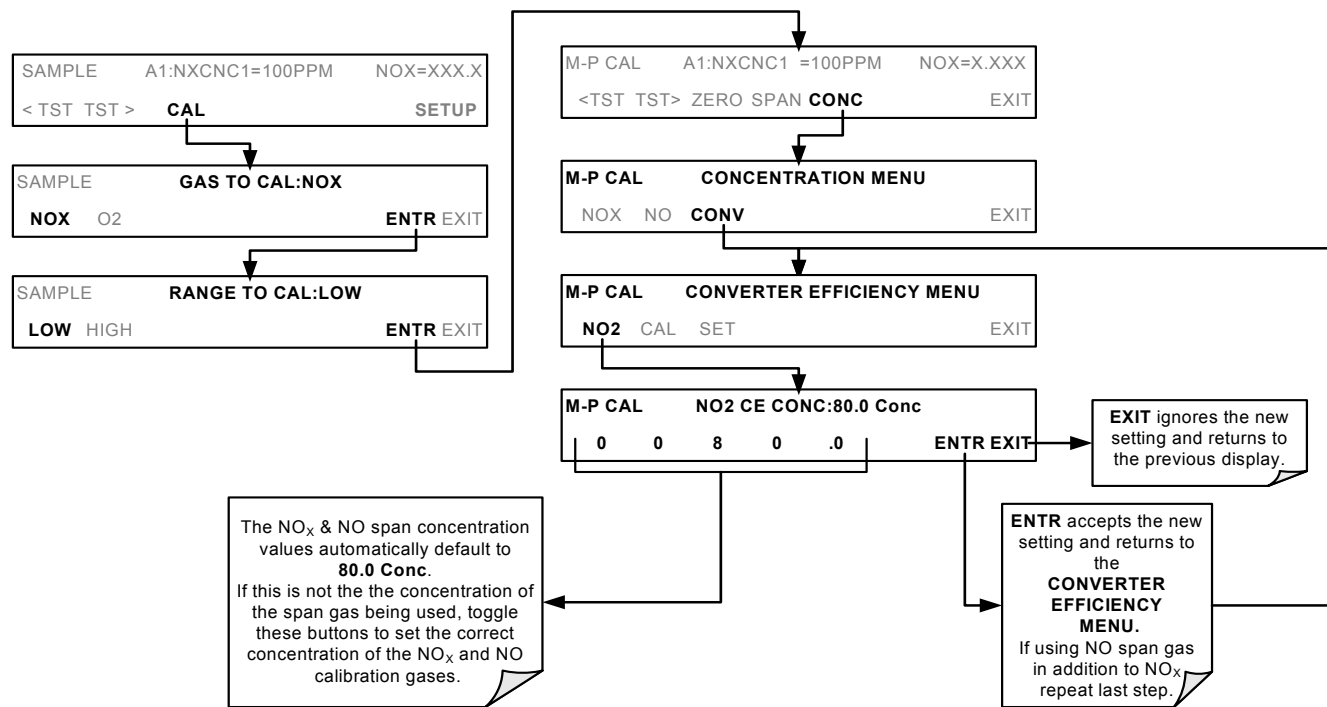 SAMPLE A1:NXCNC1=100PPM NOX=XXX.X
< TST TST > CAL SETUP
SAMPLE GAS TO CAL:NOX
NOX O2 ENTR EXIT
SAMPLE RANGE TO CAL:LOW
LOW HIGH ENTR EXIT
M-P CAL A1:NXCNC1 =100PPM NOX=X.XXX
<TST TST> ZERO SPAN CONC EXIT
M-P CAL CONCENTRATION MENU
NOX NO CONV EXIT
M-P CAL CONVERTER EFFICIENCY MENU
NO2 CAL SET EXIT
M-P CAL NO2 CE CONC:80.0 Conc
0 0 8 0 .0 ENTR EXIT
EXIT ignores the new
setting and returns to
the previous display.
The NOX & NO span concentration
values automatically default to
80.0 Conc.
If this is not the the concentration of
the span gas being used, toggle
these buttons to set the correct
concentration of the NOX and NO
calibration gases.
ENTR accepts the new
setting and returns to
the
CONVERTER
EFFICIENCY
MENU.
If using NO span gas
in addition to NOX
repeat last step.